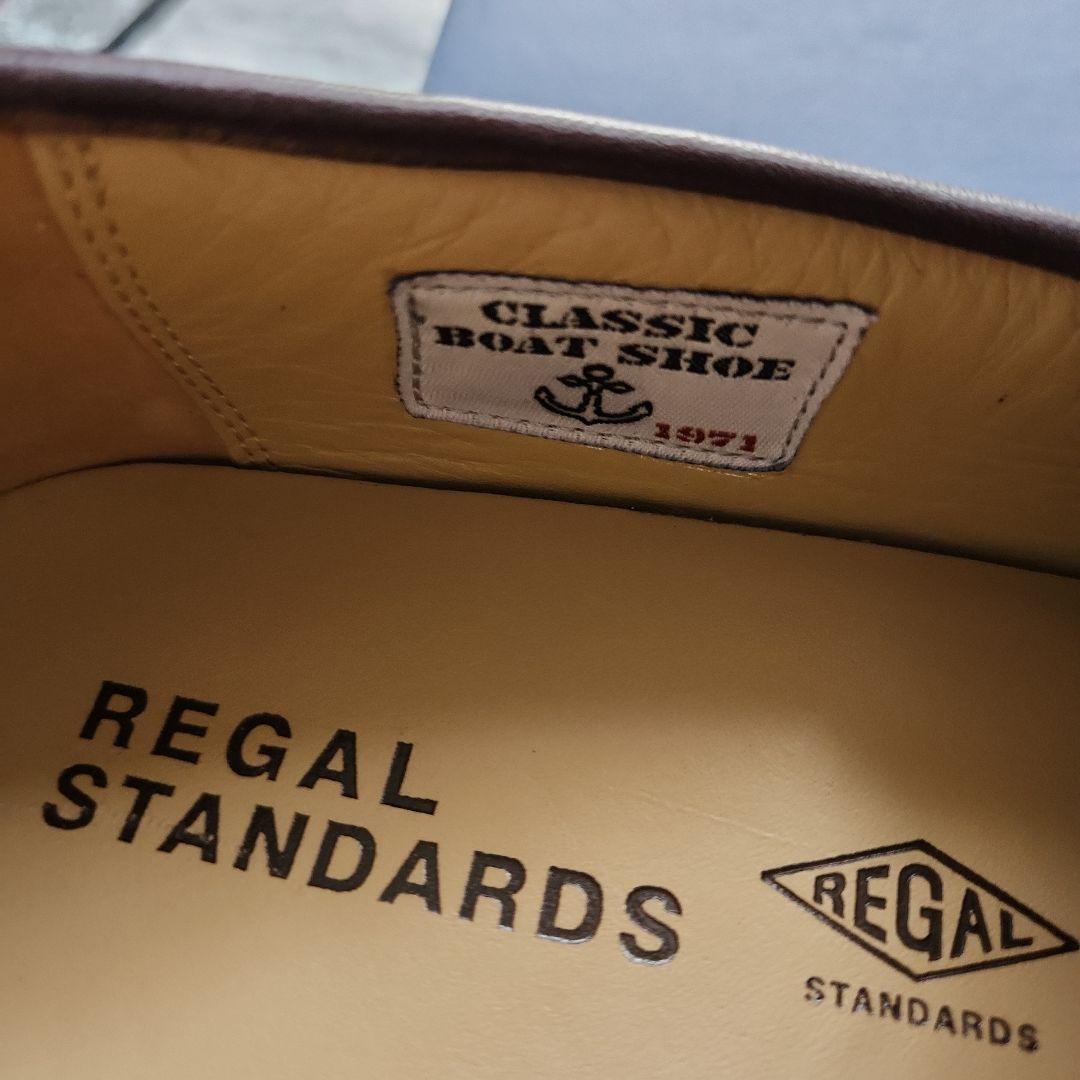 CLASSIC
BOAT SHOE
1971
REGAL
STANDARDS
REGAL
STANDARDS